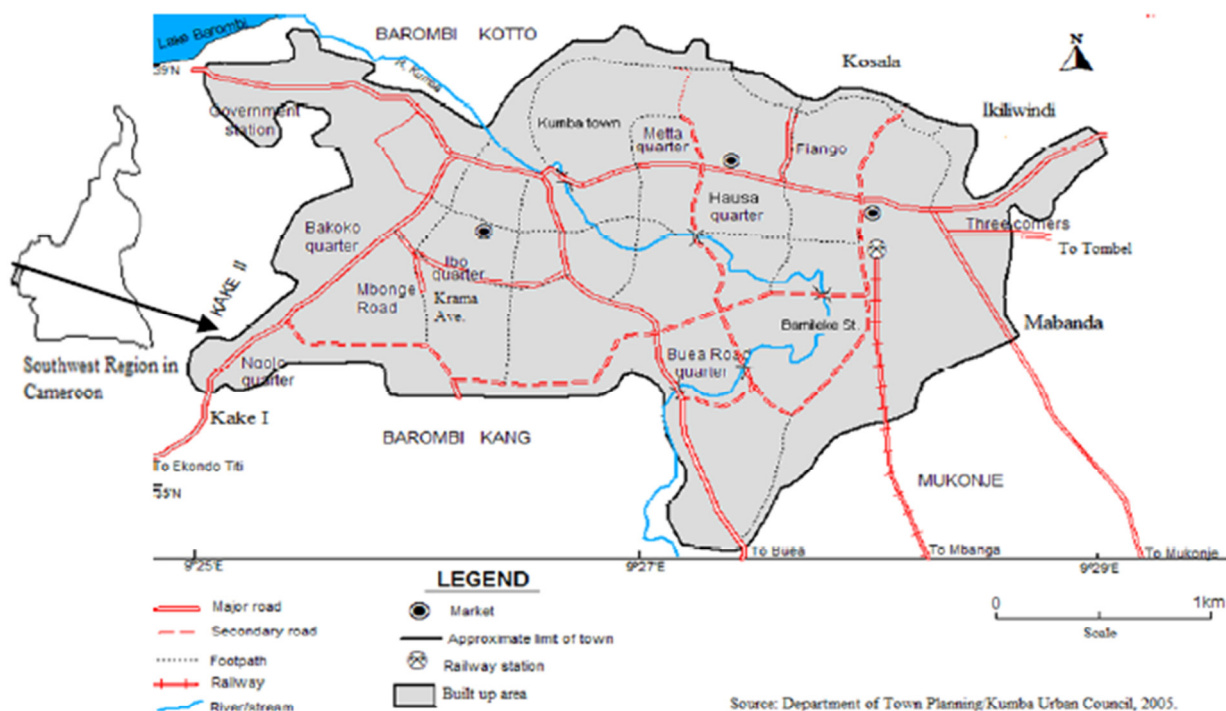 Lake Barombi
BAROMBI KOTTO
R. Kumba
Kosala
N
39'N
Ikiliwindi
Government
station
Kumba town
Metta
quarter
Fiango
Hausa
quarter
Bakoko
quarter
Three corners
To Tombel
KAKE II
Ibo
quarter
Mbonge
Road
Krama
Ave.
Bamileke St.
Mabanda
Southwest Region in
Cameroon
Ngolo
quarter
Buea Road
quarter
Kake I
BAROMBI KANG
To Ekondo Titi
35'N
MUKONJE
To Buea
To Mbanga
To Mukonje
9°25'E
9°27'E
9°29'E
LEGEND
Major road
Secondary road
Footpath
Railway
River/stream
Market
Approximate limit of town
Railway station
Built up area
0
1km
Scale
Source: Department of Town Planning/Kumba Urban Council, 2005.